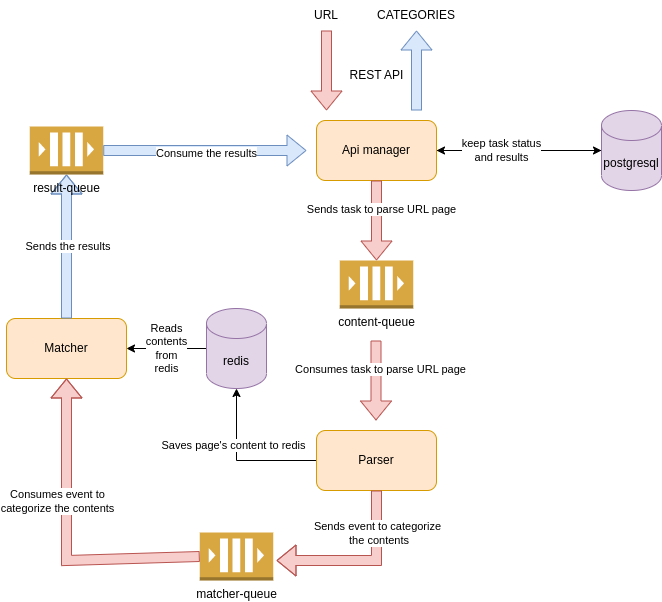 URL
CATEGORIES
REST API
Consume the results
Api manager
keep task status
and results
postgresql
result-queue
Sends task to parse URL page
Sends the results
content-queue
Matcher
Reads
contents
from
redis
redis
Consumes task to parse URL page
Saves page's content to redis
Parser
Consumes event to
categorize the contents
Sends event to categorize
the contents
matcher-queue